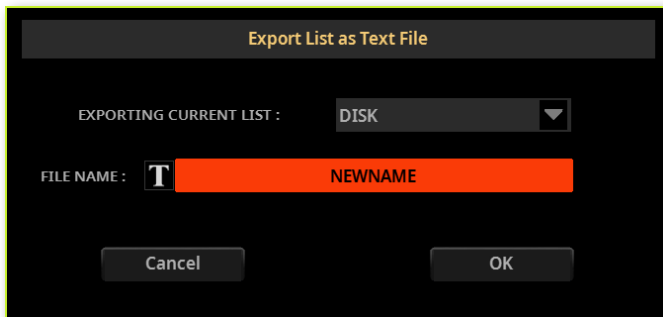 Export List as Text File
EXPORTING CURRENT LIST : DISK
FILE NAME : T NEWNAME
Cancel OK